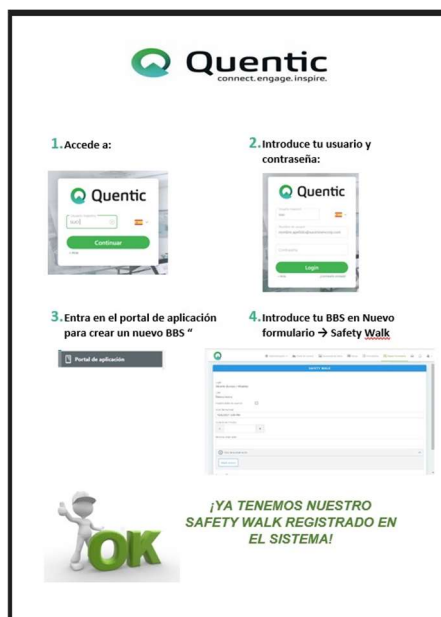 Quentic
connect. engage. inspire.
1. Accede a:
2. Introduce tu usuario y
contraseña:
Quentic
Continuar
Quentic
Login
3. Entra en el portal de aplicación
para crear un nuevo BBS “
4. Introduce tu BBS en Nuevo
formulario → Safety Walk
Portal de aplicación
SAFETY WALK
OK
¡YA TENEMOS NUESTRO
SAFETY WALK REGISTRADO EN
EL SISTEMA!